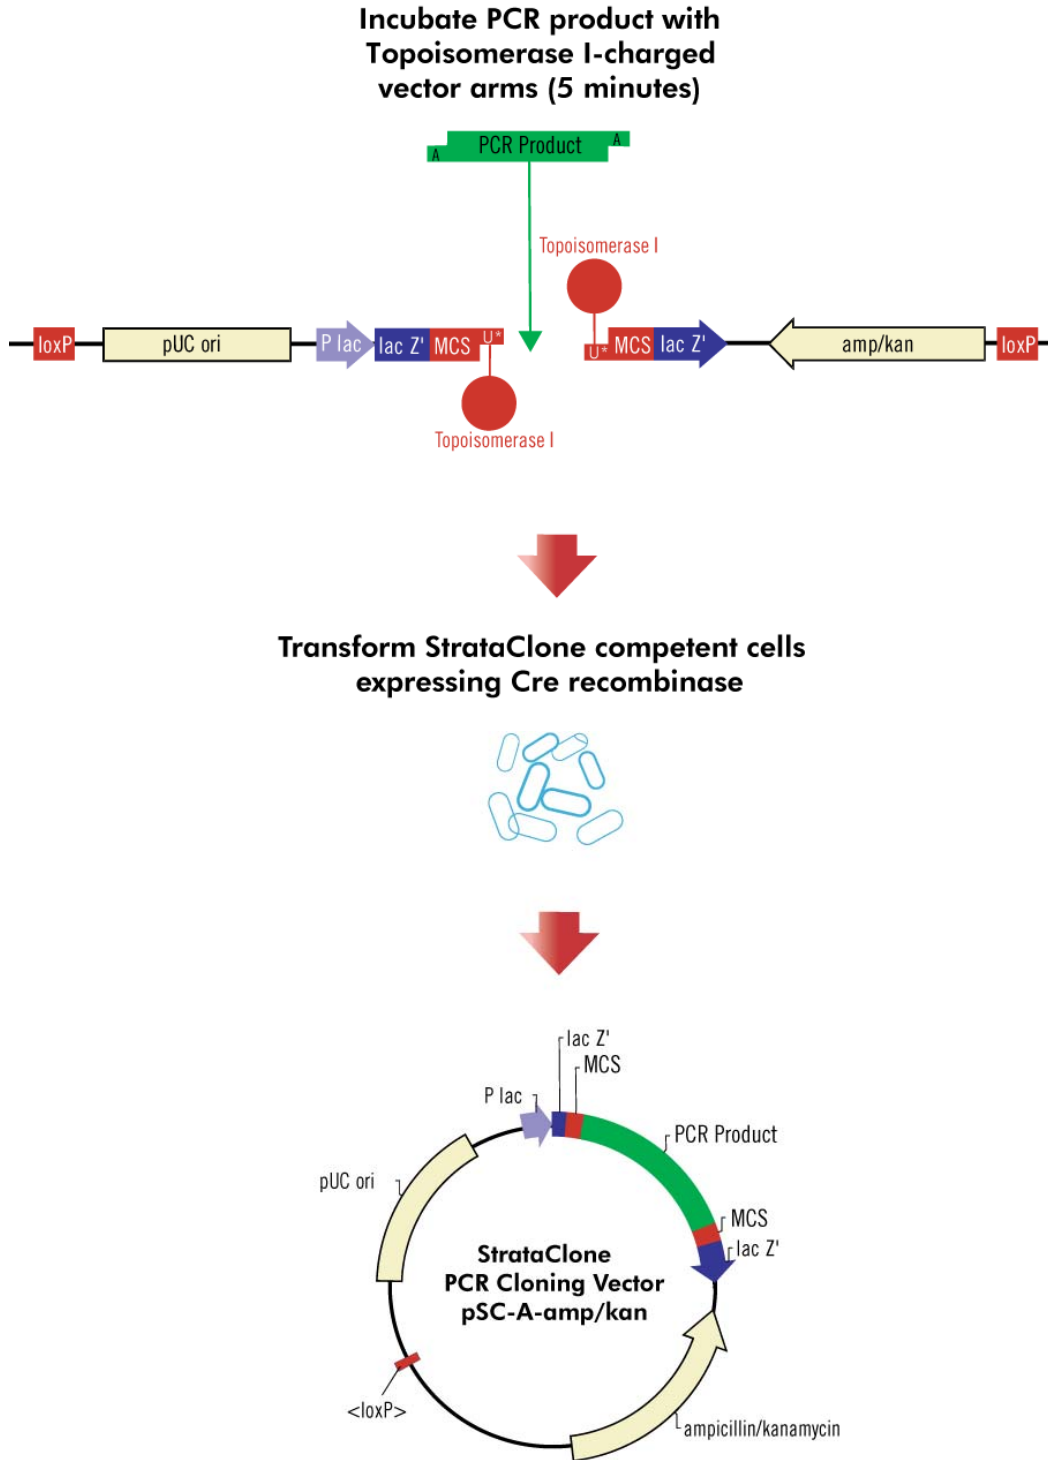 Incubate PCR product with
Topoisomerase I-charged
vector arms (5 minutes)
A PCR Product A
Topoisomerase I
loxP pUC ori P lac lac Z' MCS U* U* MCS lac Z' amp/kan loxP
Topoisomerase I
Transform StrataClone competent cells
expressing Cre recombinase
lac Z'
MCS
P lac
PCR Product
pUC ori
MCS
lac Z'
StrataClone
PCR Cloning Vector
pSC-A-amp/kan
<loxP>
ampicillin/kanamycin